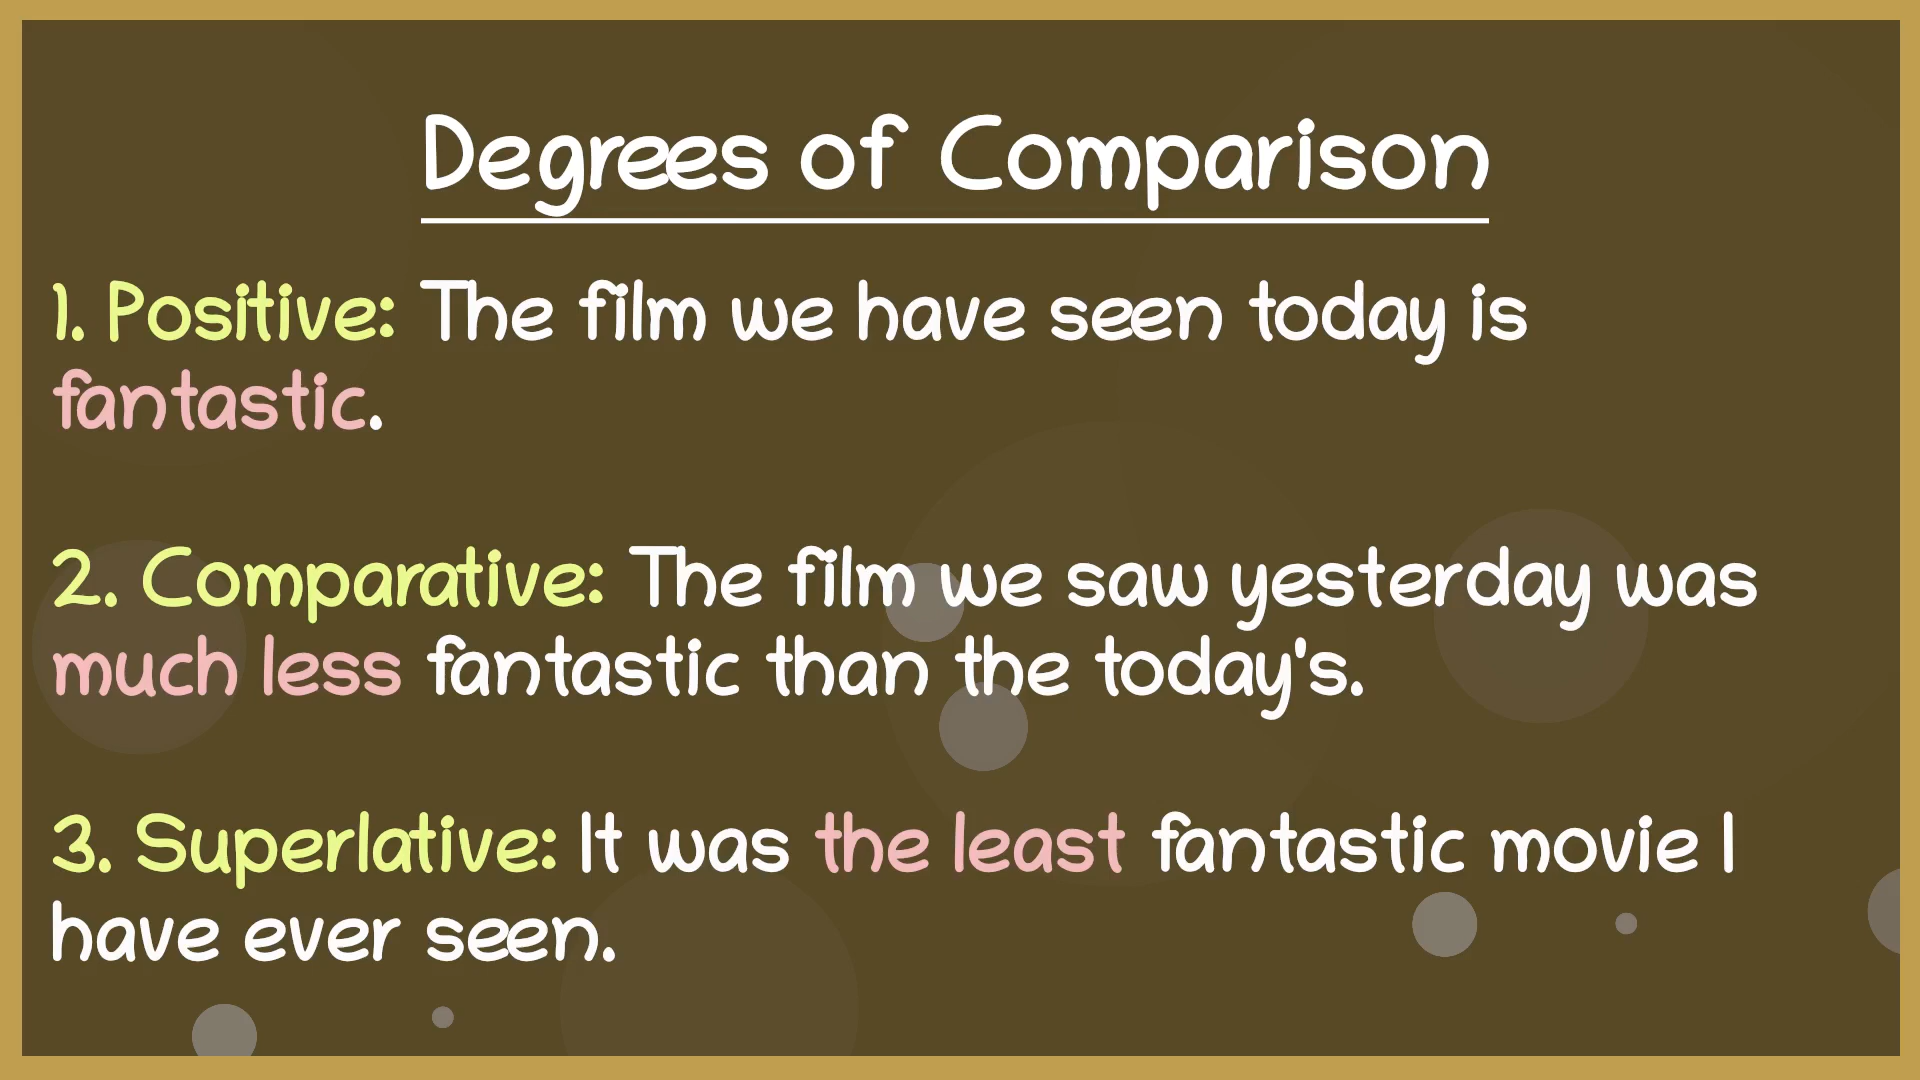 Degrees of Comparison
1. Positive: The film we have seen today is
fantastic.
2. Comparative: The film we saw yesterday was
much less fantastic than the today's.
3. Superlative: It was the least fantastic movie I
have ever seen.